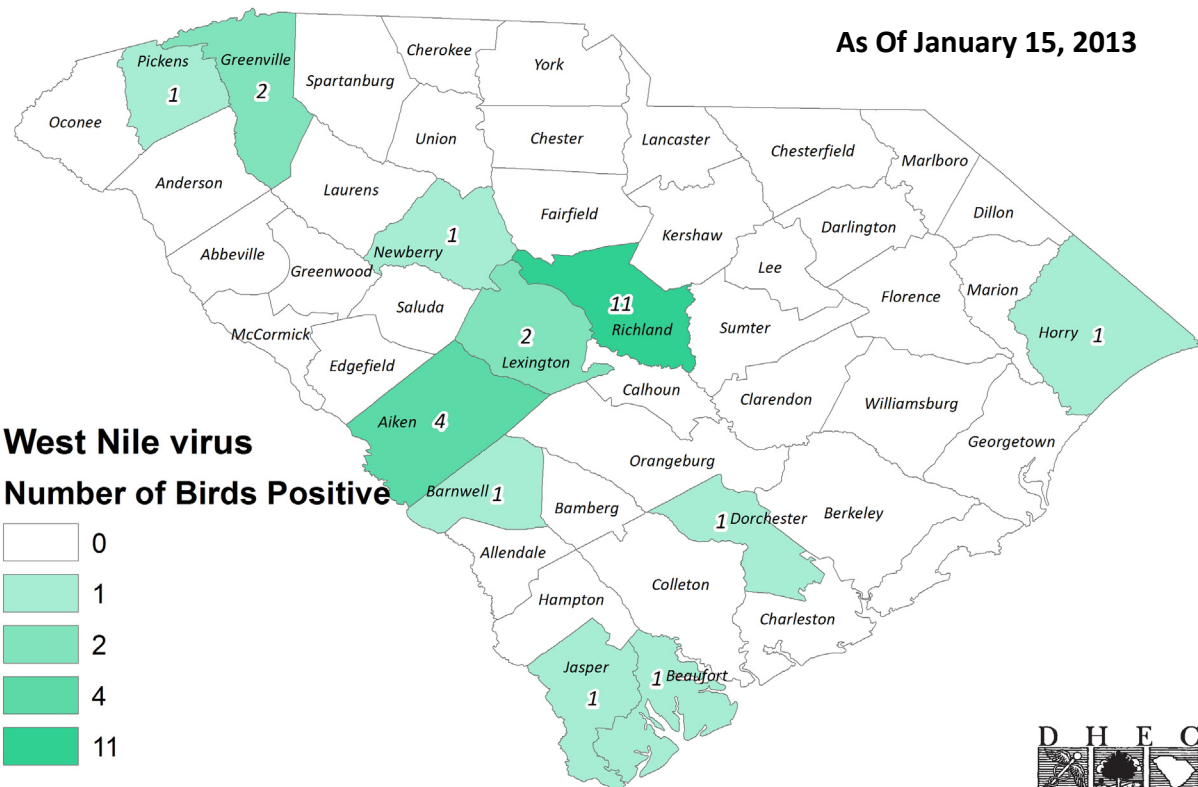 As Of January 15, 2013
Pickens
1
Greenville
2
Spartanburg
Cherokee
York
Oconee
Union
Chester
Lancaster
Chesterfield
Marlboro
Anderson
Laurens
Fairfield
Kershaw
Darlington
Dillon
Abbeville
Greenwood
Newberry
1
Lee
Florence
Marion
Saluda
11
Richland
Sumter
Horry 1
McCormick
Edgefield
2
Lexington
Calhoun
Clarendon
Williamsburg
Georgetown
Aiken 4
Orangeburg
Barnwell 1
Bamberg
1 Dorchester
Berkeley
Allendale
Colleton
Hampton
Charleston
Jasper
1
1 Beaufort
West Nile virus
Number of Birds Positive
0
1
2
4
11
D H E C